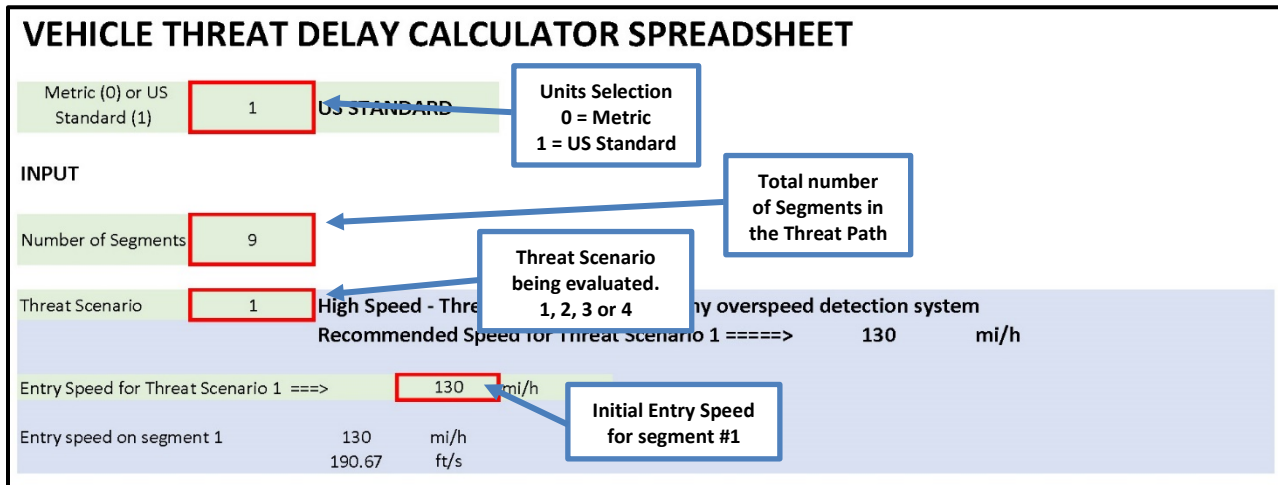 VEHICLE THREAT DELAY CALCULATOR SPREADSHEET
Metric (0) or US
Standard (1)
1
US STANDARD
Units Selection
0 = Metric
1 = US Standard
INPUT
Total number
of Segments in
the Threat Path
Number of Segments
9
Threat Scenario
being evaluated.
1, 2, 3 or 4
Threat Scenario
1
High Speed - Thre ny overspeed detection system
Recommended Speed for Threat Scenario 1 =====> 130 mi/h
Entry Speed for Threat Scenario 1 ===> 130 mi/h
Initial Entry Speed
for segment #1
Entry speed on segment 1 130 mi/h
190.67 ft/s